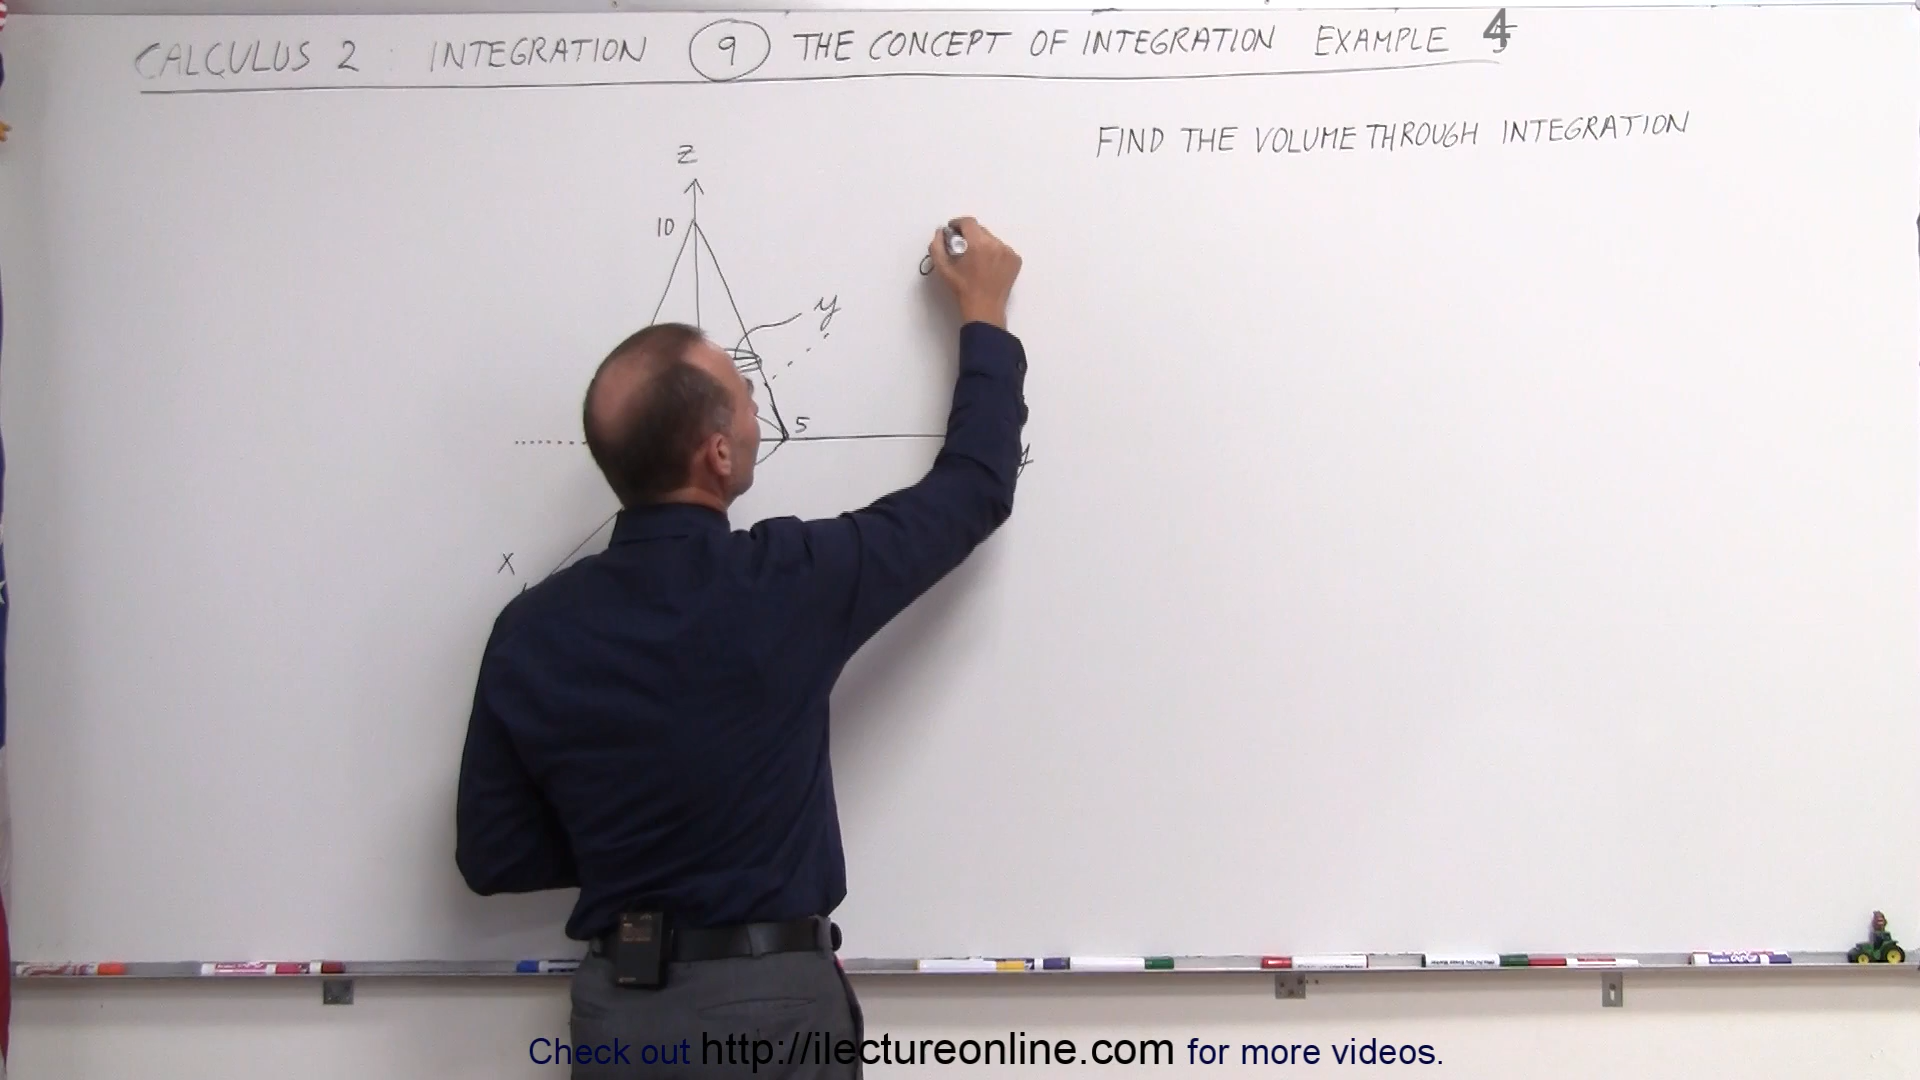 CALCULUS 2 : INTEGRATION 9 THE CONCEPT OF INTEGRATION EXAMPLE 4
FIND THE VOLUME THROUGH INTEGRATION
z
10
y
5
y
x
Check out http://ilectureonline.com for more videos.